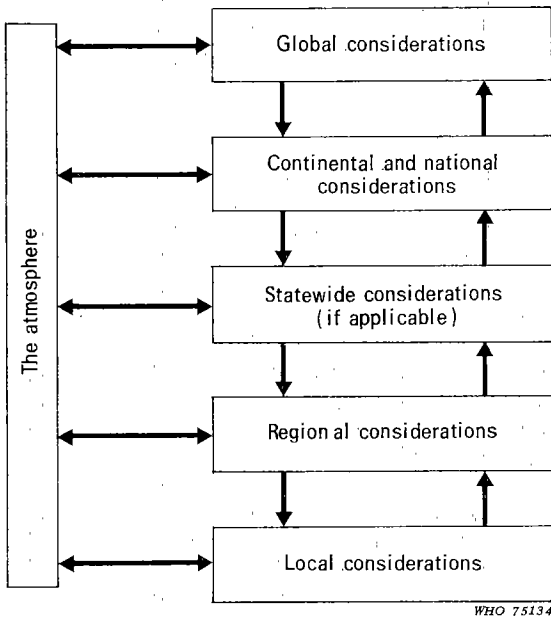 The atmosphere
Global considerations
Continental and national
considerations
Statewide considerations
(if applicable)
Regional considerations
Local considerations
WHO 75134